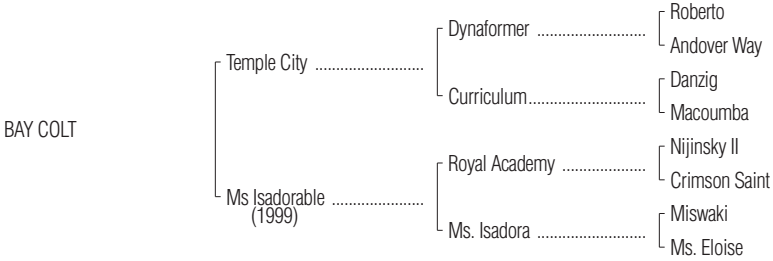 Roberto
Dynaformer ..........................
Andover Way
Temple City ..........................
Danzig
Curriculum............................
Macoumba
BAY COLT
Nijinsky II
Royal Academy ....................
Crimson Saint
Ms Isadorable ......................
(1999)
Miswaki
Ms. Isadora ..........................
Ms. Eloise